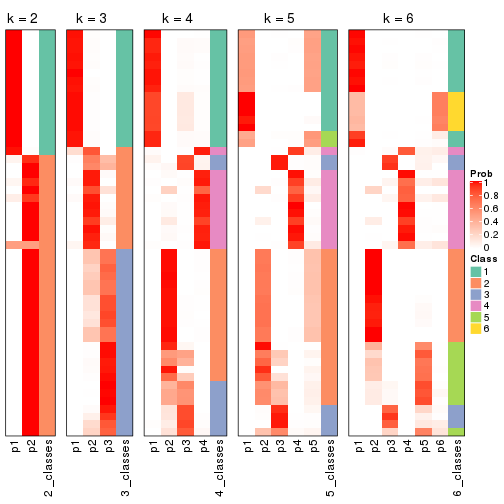 k = 2
k = 3
k = 4
k = 5
k = 6
Prob
1
0.8
0.6
0.4
0.2
0
Class
1
2
3
4
5
6
p1
p2
2_classes
p1
p2
p3
3_classes
p1
p2
p3
p4
4_classes
p1
p2
p3
p4
p5
5_classes
p1
p2
p3
p4
p5
p6
6_classes